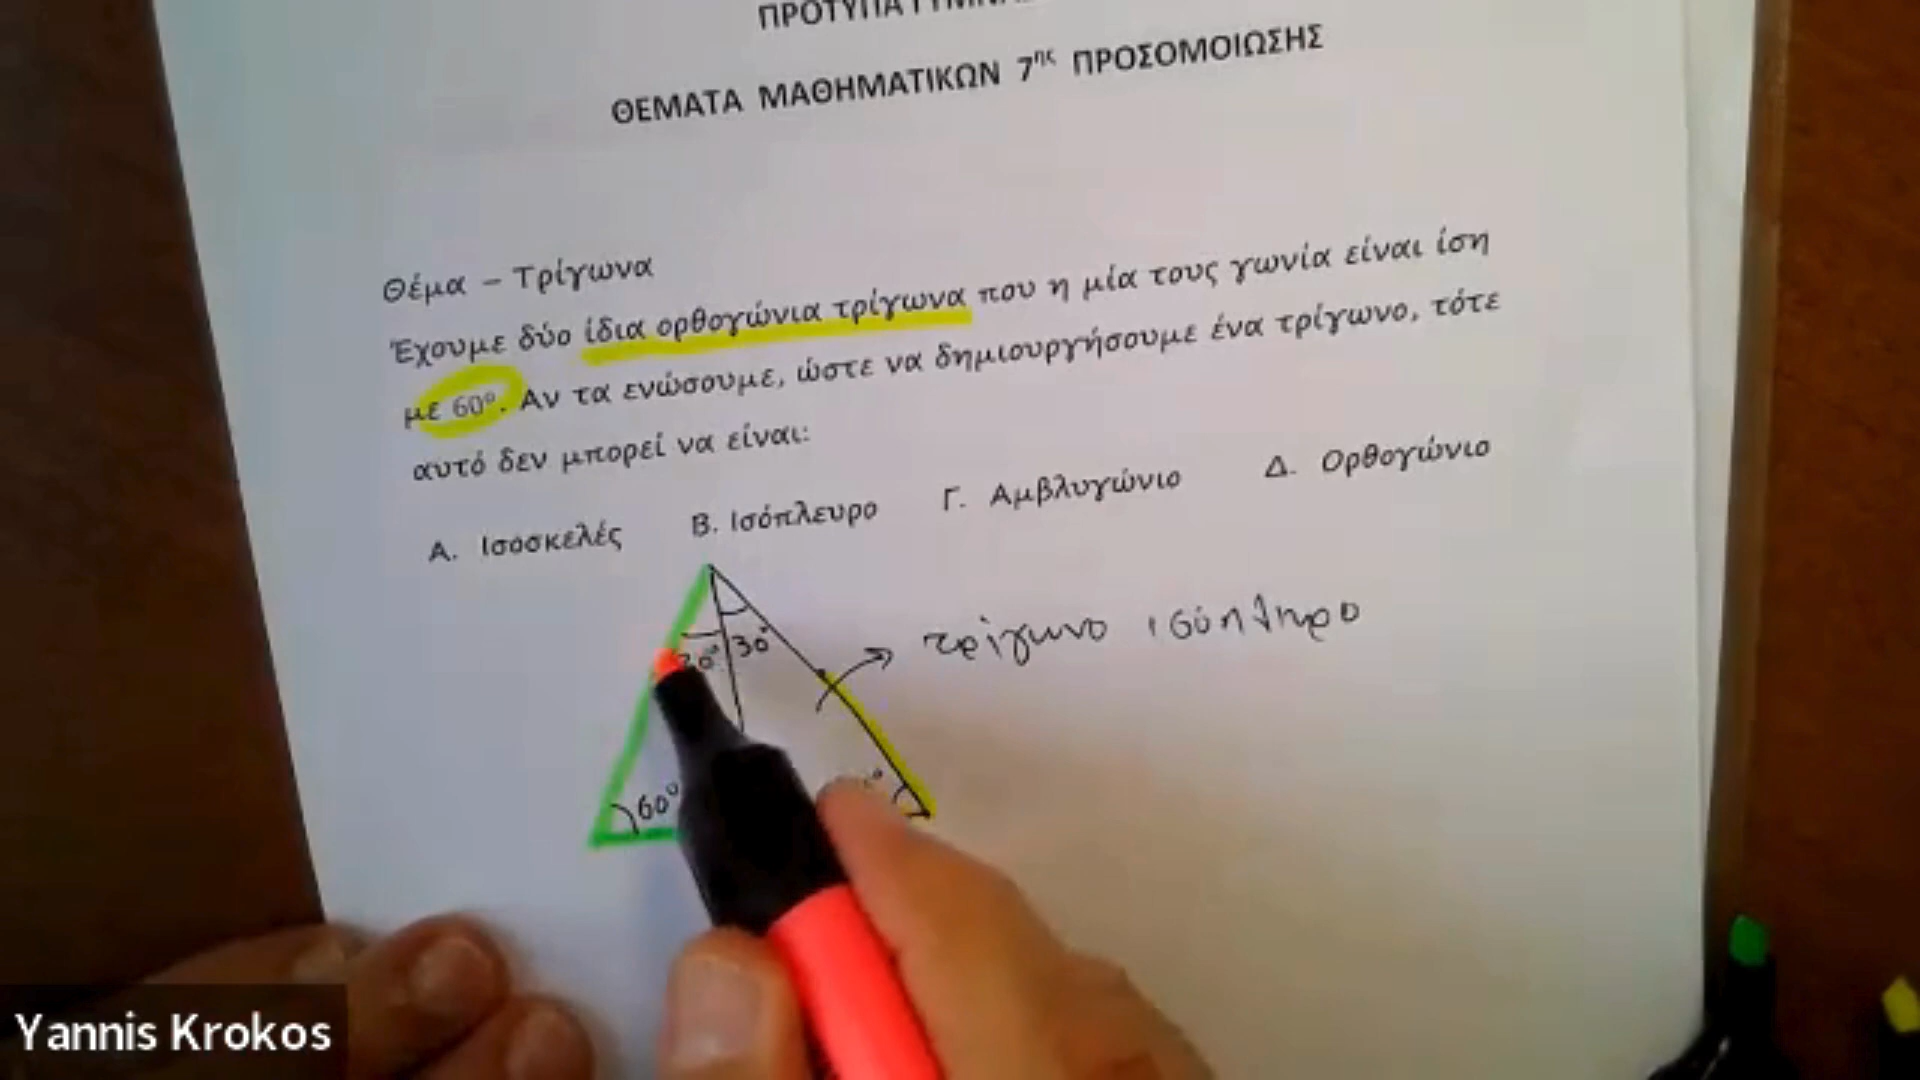 ΘΕΜΑΤΑ ΜΑΘΗΜΑΤΙΚΩΝ 7ης ΠΡΟΣΟΜΟΙΩΣΗΣ
Θέμα – Τρίγωνα
Έχουμε δύο ίδια ορθογώνια τρίγωνα που η μία τους γωνία είναι ίση
με 60°. Αν τα ενώσουμε, ώστε να δημιουργήσουμε ένα τρίγωνο, τότε
αυτό δεν μπορεί να είναι:
Α. Ισοσκελές Β. Ισόπλευρο Γ. Αμβλυγώνιο Δ. Ορθογώνιο
τρίγωνο ισόπλευρο
30°
60°
Yannis Krokos